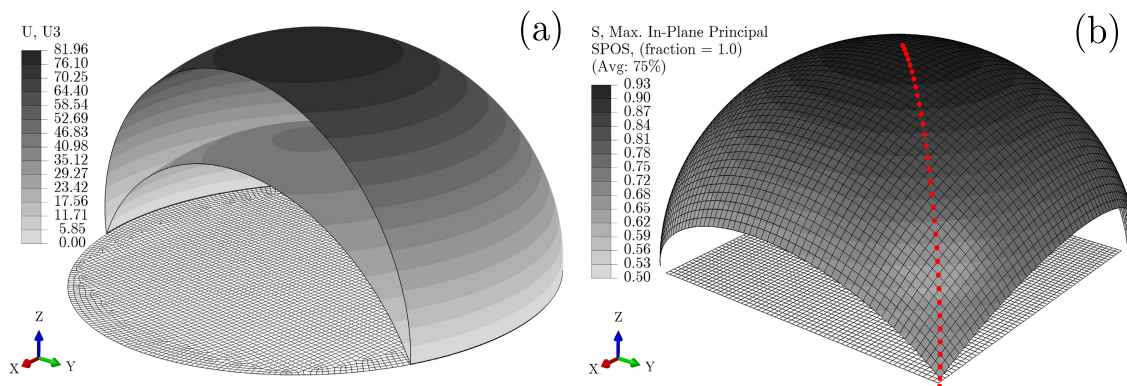 (a)
U, U3
81.96
76.10
70.25
64.40
58.54
52.69
46.83
40.98
35.12
29.27
23.42
17.56
11.71
5.85
0.00
Z
X
Y
(b)
S, Max. In-Plane Principal
SPOS, (fraction = 1.0)
(Avg: 75%)
0.93
0.90
0.87
0.84
0.81
0.78
0.75
0.72
0.68
0.65
0.62
0.59
0.56
0.53
0.50
Z
X
Y